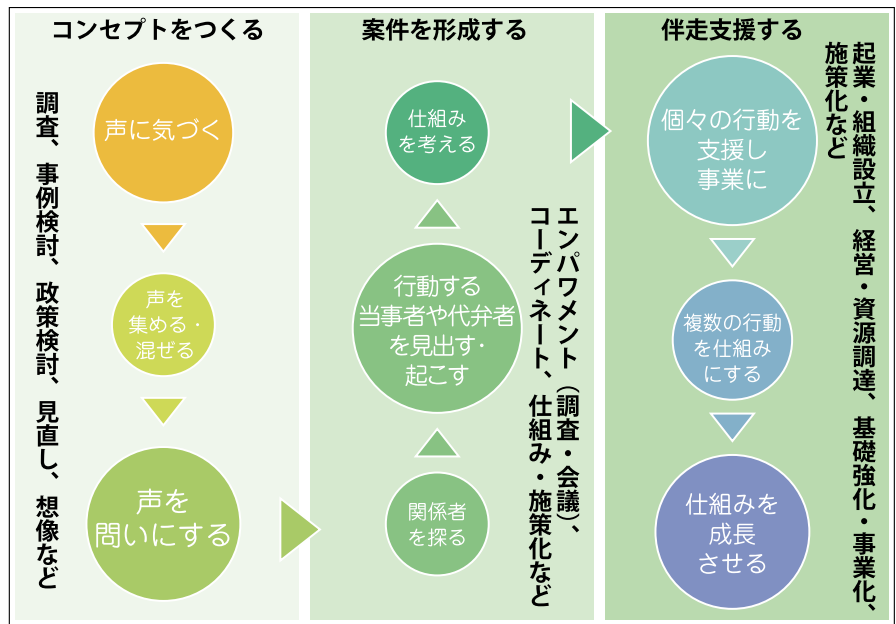 コンセプトをつくる
調査、事例検討、政策検討、見直し、想像など
声に気づく
声を
集める・
混ぜる
声を
問いにする
案件を形成する
仕組み
を考える
行動する
当事者や代弁者
を見出す・
起こす
関係者
を探る
エンパワメント（調査・会議）、
コーディネート、仕組み・施策化など
伴走支援する
個々の行動を
支援し
事業に
複数の行動
を仕組み
にする
仕組みを
成長
させる
起業・組織設立、経営・資源調達、基礎強化・事業化、
施策化など